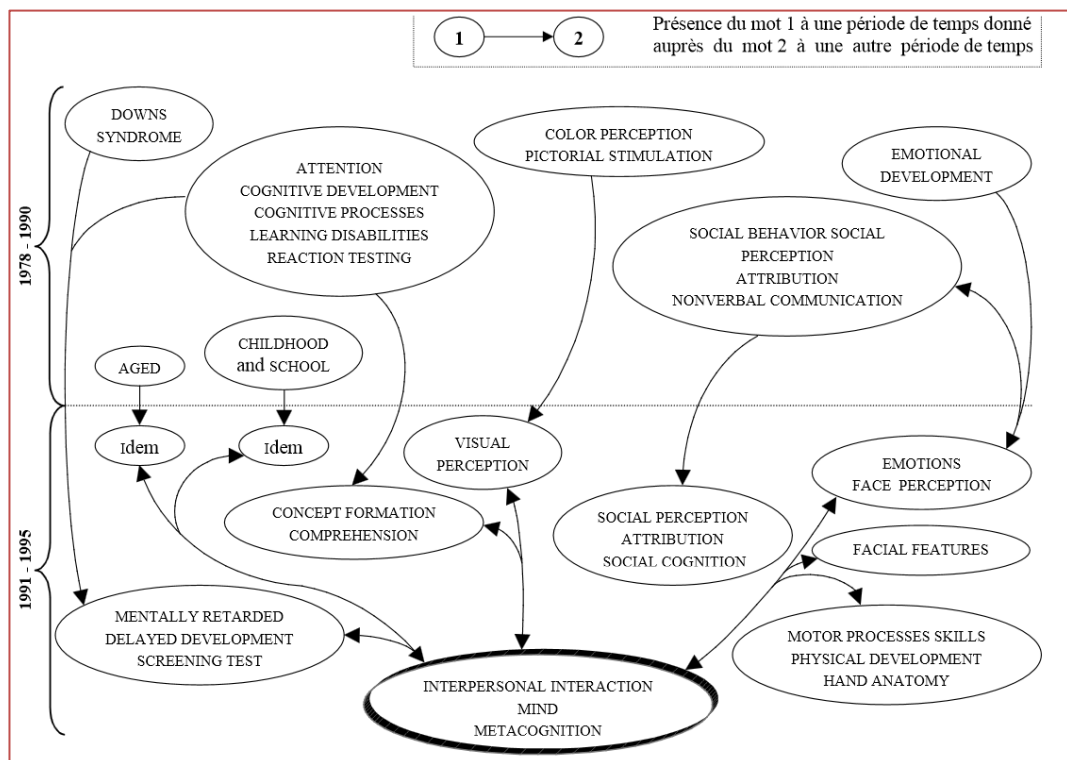 1
2
Présence du mot 1 à une période de temps donné
auprès du mot 2 à une autre période de temps
1978 - 1990
DOWNS
SYNDROME
ATTENTION
COGNITIVE DEVELOPMENT
COGNITIVE PROCESSES
LEARNING DISABILITIES
REACTION TESTING
COLOR PERCEPTION
PICTORIAL STIMULATION
EMOTIONAL
DEVELOPMENT
SOCIAL BEHAVIOR SOCIAL
PERCEPTION
ATTRIBUTION
NONVERBAL COMMUNICATION
AGED
CHILDHOOD
and SCHOOL
1991 - 1995
Idem
Idem
VISUAL
PERCEPTION
EMOTIONS
FACE PERCEPTION
CONCEPT FORMATION
COMPREHENSION
SOCIAL PERCEPTION
ATTRIBUTION
SOCIAL COGNITION
FACIAL FEATURES
MENTALLY RETARDED
DELAYED DEVELOPMENT
SCREENING TEST
MOTOR PROCESSES SKILLS
PHYSICAL DEVELOPMENT
HAND ANATOMY
INTERPERSONAL INTERACTION
MIND
METACOGNITION